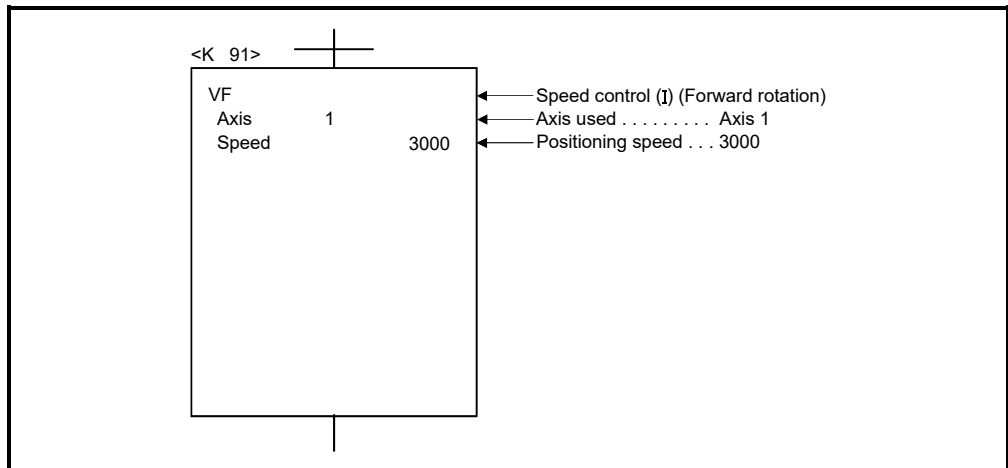 <K 91>
VF Speed control (I) (Forward rotation)
Axis 1 Axis used . . . . . . . . . Axis 1
Speed 3000 Positioning speed . . . 3000